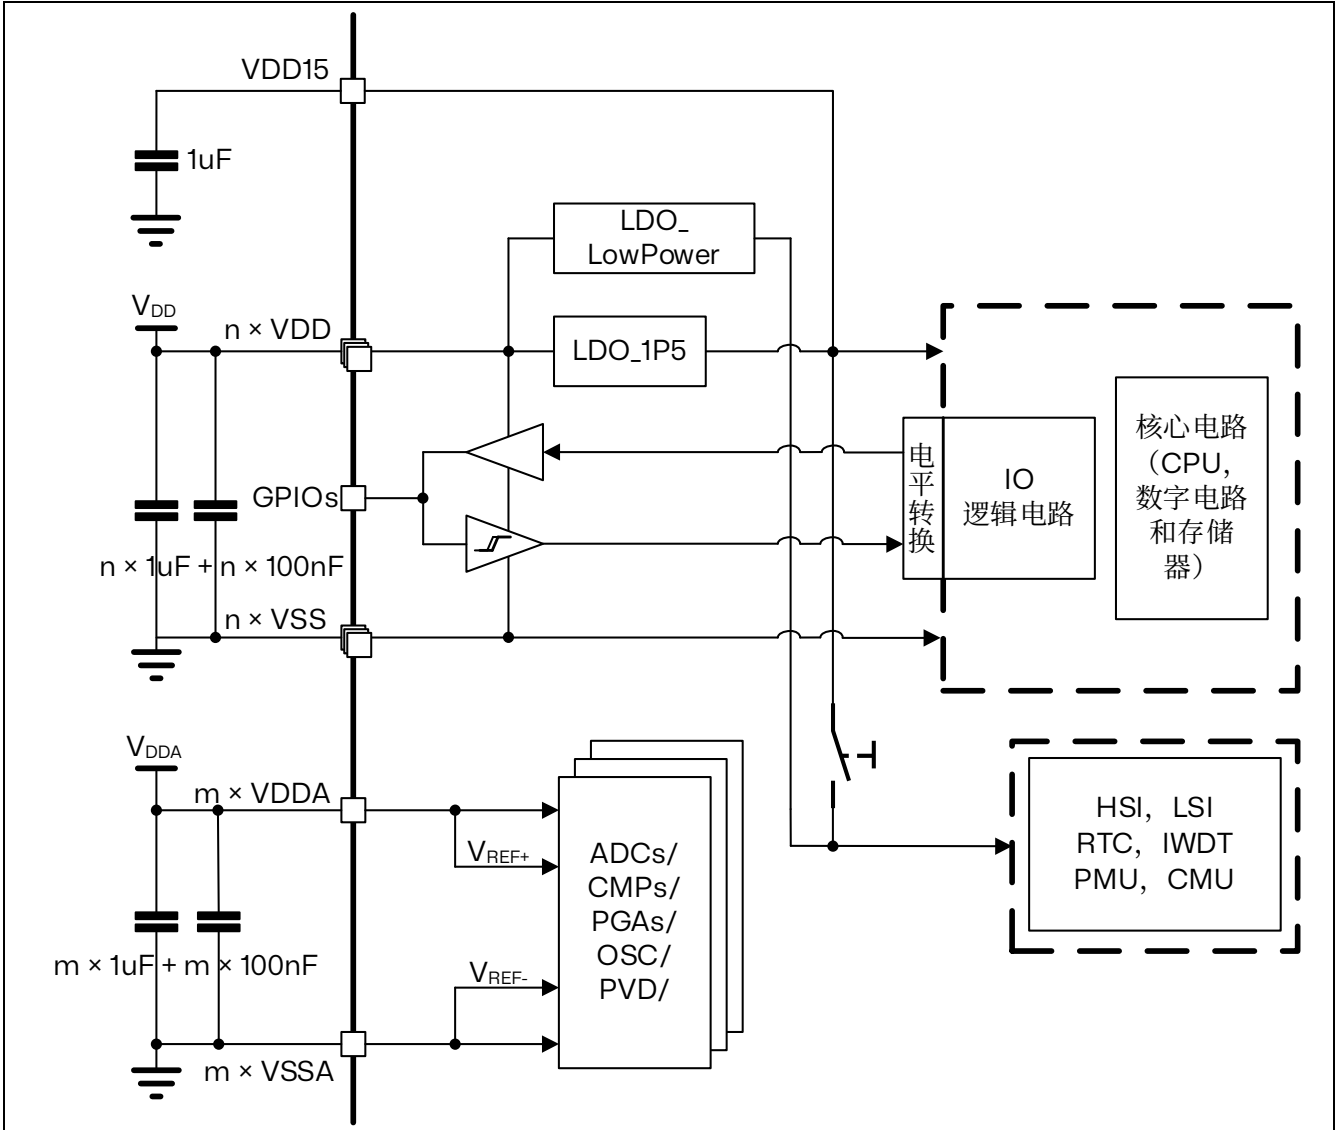 VDD15
1uF
LDO_
LowPower
VDD
n × VDD
LDO_1P5
GPIOs
电
平
转
换
IO
逻辑电路
核心电路
（CPU，
数字电路
和存储
器）
n × 1uF + n × 100nF
n × VSS
VDDA
m × VDDA
VREF+
ADCs/
CMPs/
PGAs/
OSC/
PVD/
HSI，LSI
RTC，IWDT
PMU，CMU
m × 1uF + m × 100nF
VREF-
m × VSSA